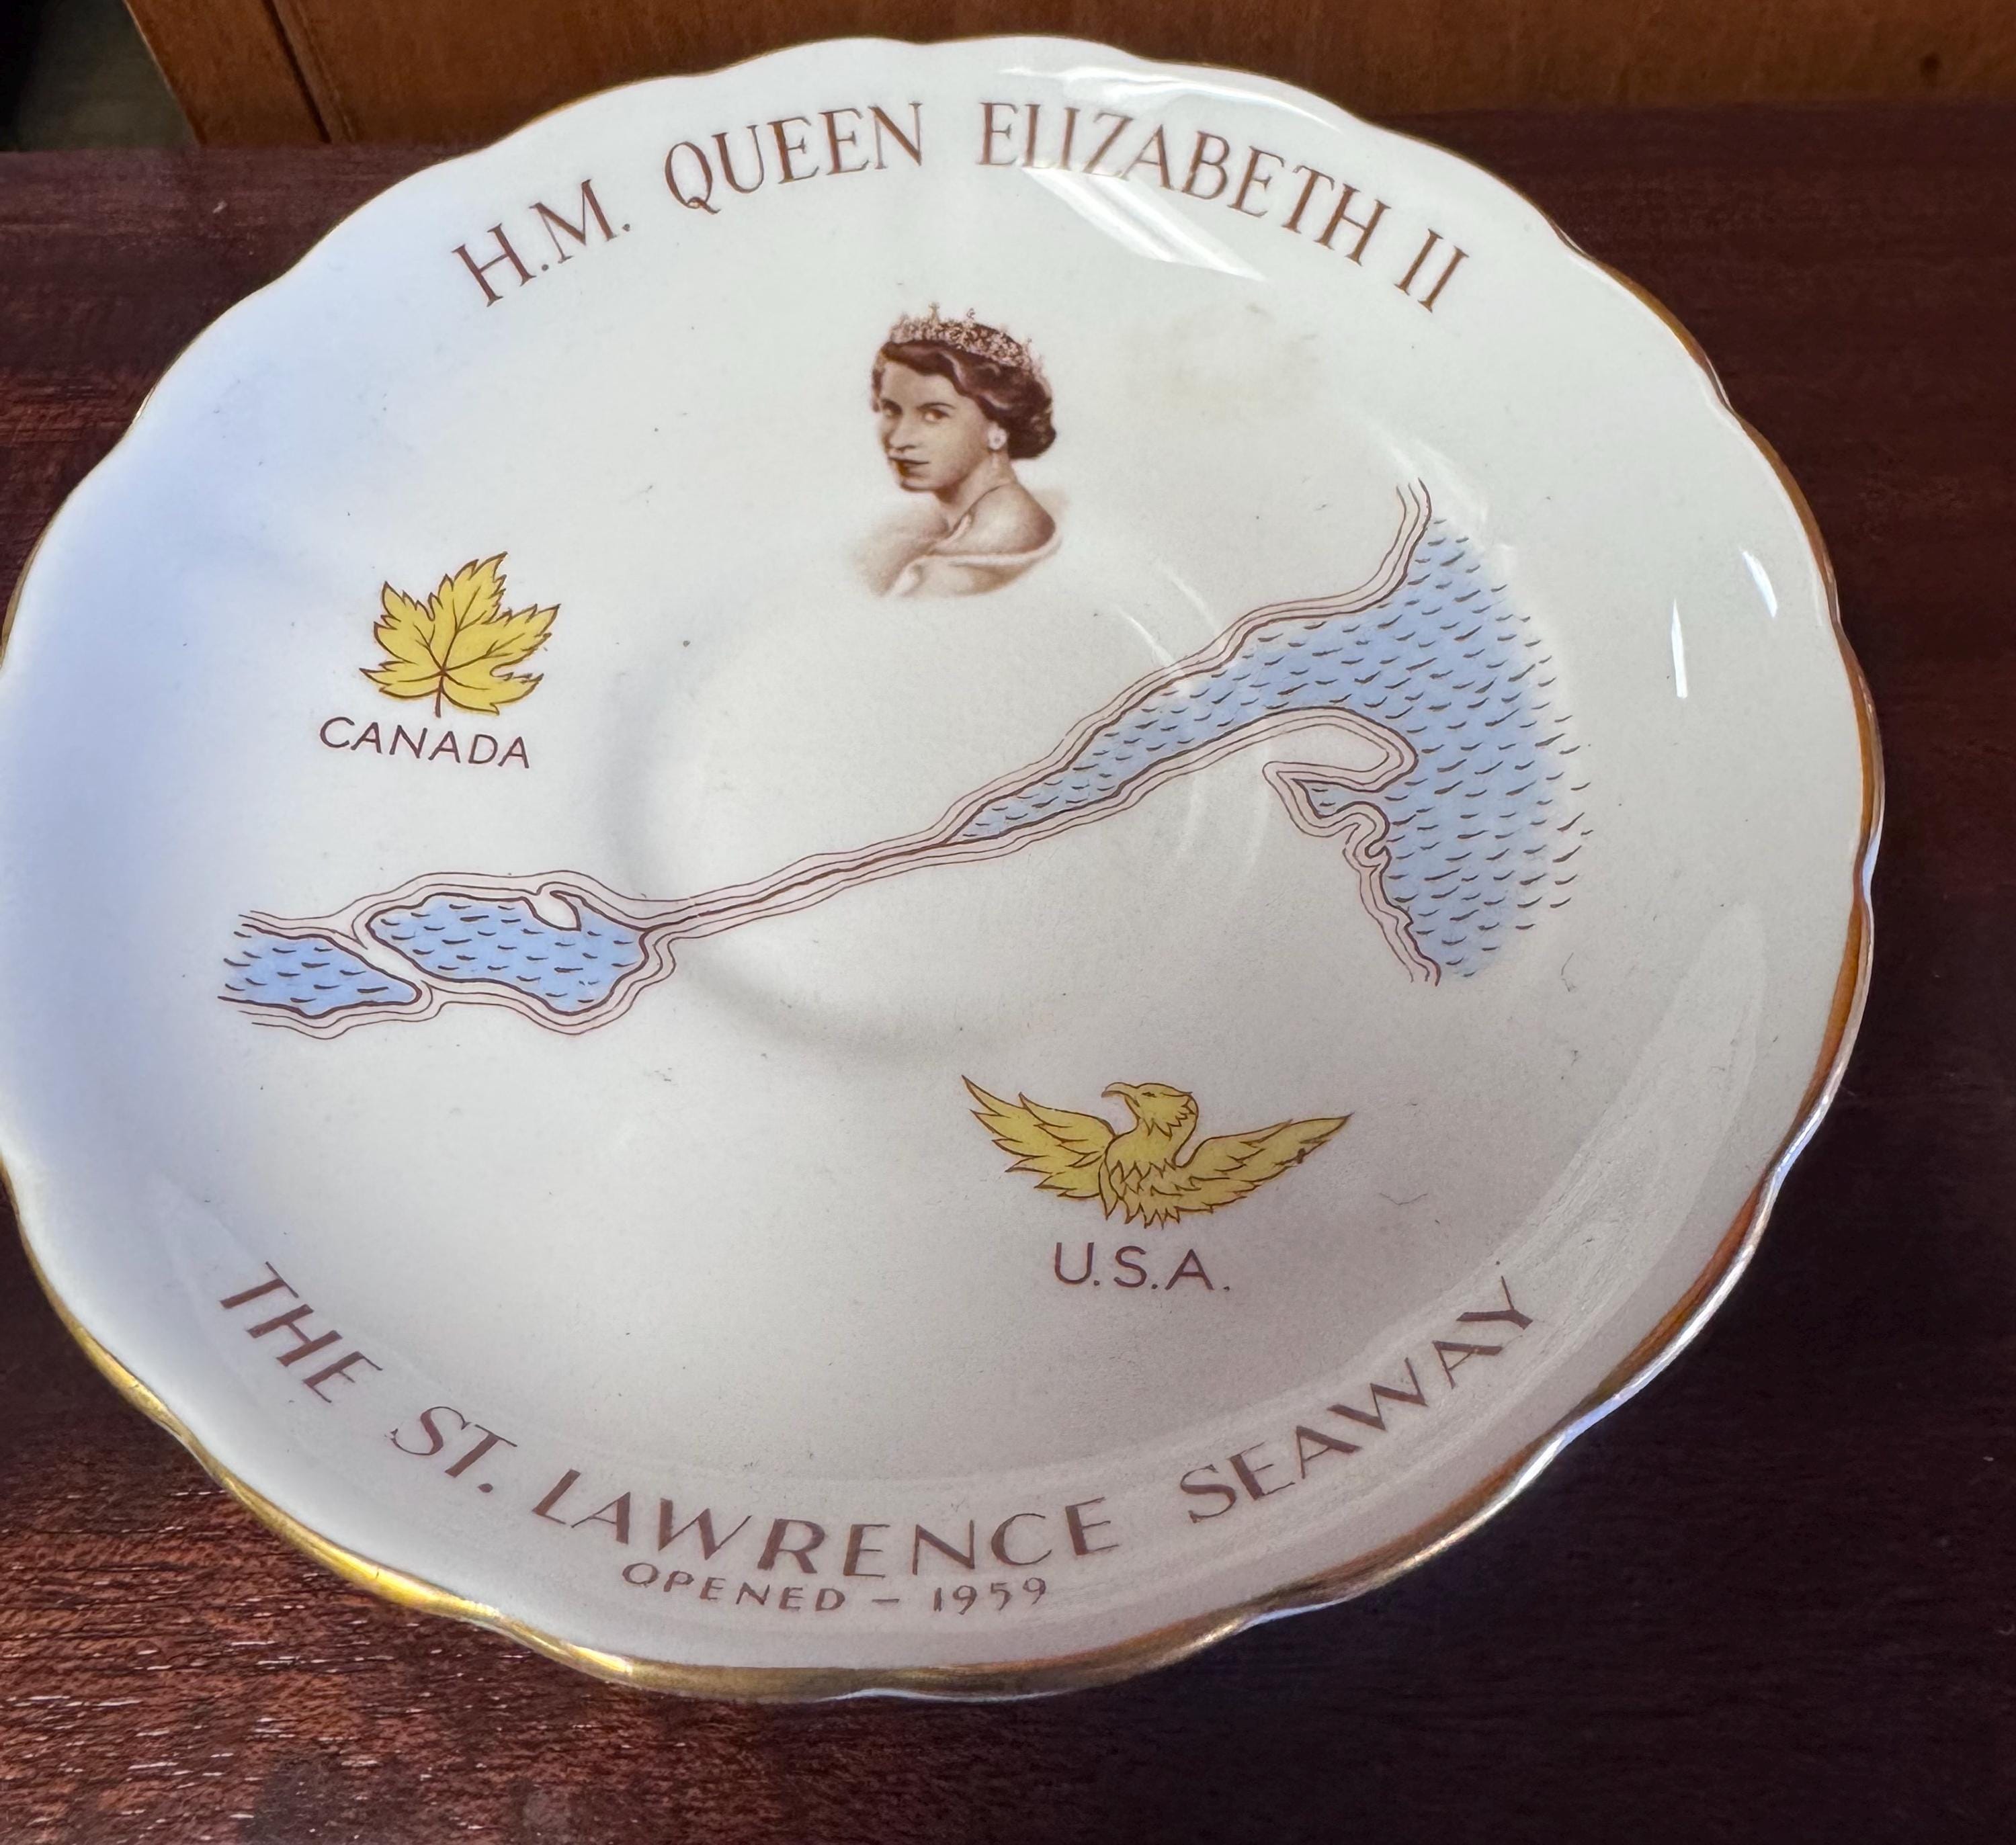 H.M. QUEEN ELIZABETH II
CANADA
U.S.A.
THE ST. LAWRENCE SEAWAY
OPENED – 1959